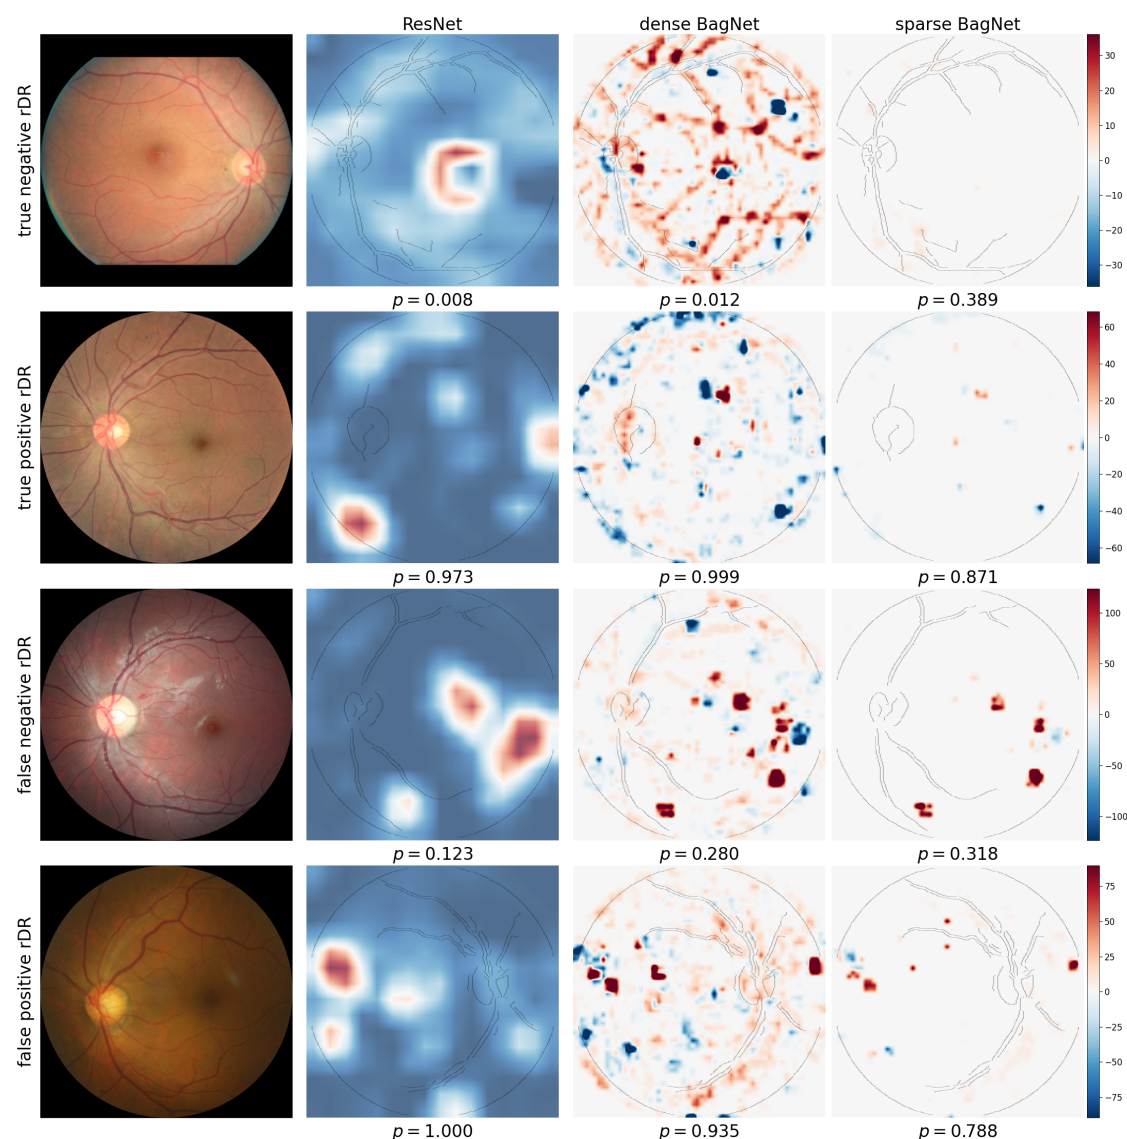 ResNet dense BagNet sparse BagNet
true negative rDR
30
20
10
0
−10
−20
−30
p = 0.008 p = 0.012 p = 0.389
true positive rDR
60
40
20
0
−20
−40
−60
p = 0.973 p = 0.999 p = 0.871
false negative rDR
100
50
0
−50
−100
p = 0.123 p = 0.280 p = 0.318
false positive rDR
75
50
25
0
−25
−50
−75
p = 1.000 p = 0.935 p = 0.788